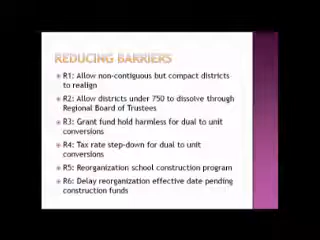 REDUCING BARRIERS
R1: Allow non-contiguous but compact districts
to realign
R2: Allow districts under 750 to dissolve through
Regional Board of Trustees
R3: Grant fund hold harmless for dual to unit
conversions
R4: Tax rate step-down for dual to unit
conversions
R5: Reorganization school construction program
R6: Delay reorganization effective date pending
construction funds